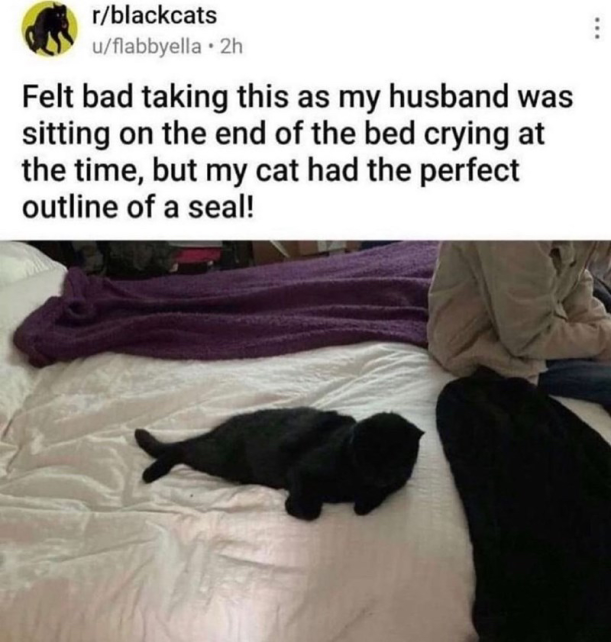 r/blackcats
u/flabbyella • 2h
Felt bad taking this as my husband was
sitting on the end of the bed crying at
the time, but my cat had the perfect
outline of a seal!